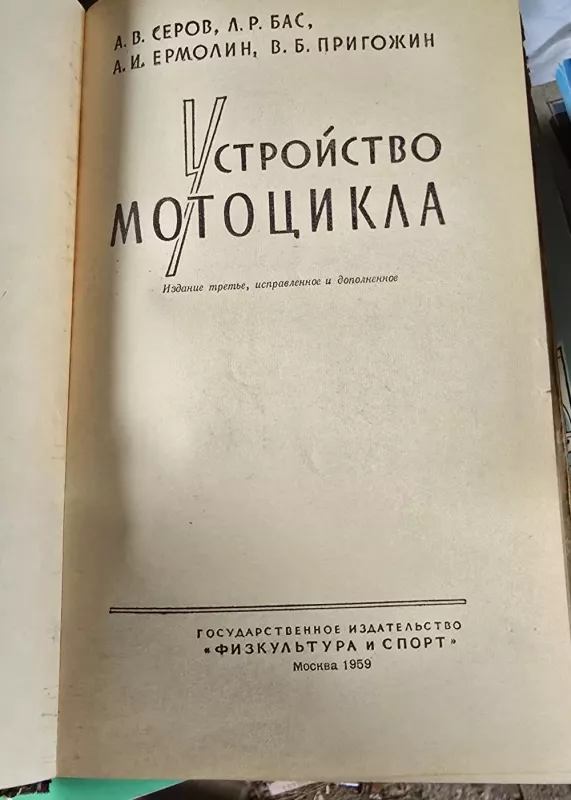 А. В. СЕРОВ, Л. Р. БАС,
А. И. ЕРМОЛИН, В. Б. ПРИГОЖИН
Устройство
МОТОЦИКЛА
Издание третье, исправленное и дополненное
ГОСУДАРСТВЕННОЕ ИЗДАТЕЛЬСТВО
«ФИЗКУЛЬТУРА и СПОРТ»
Москва 1959